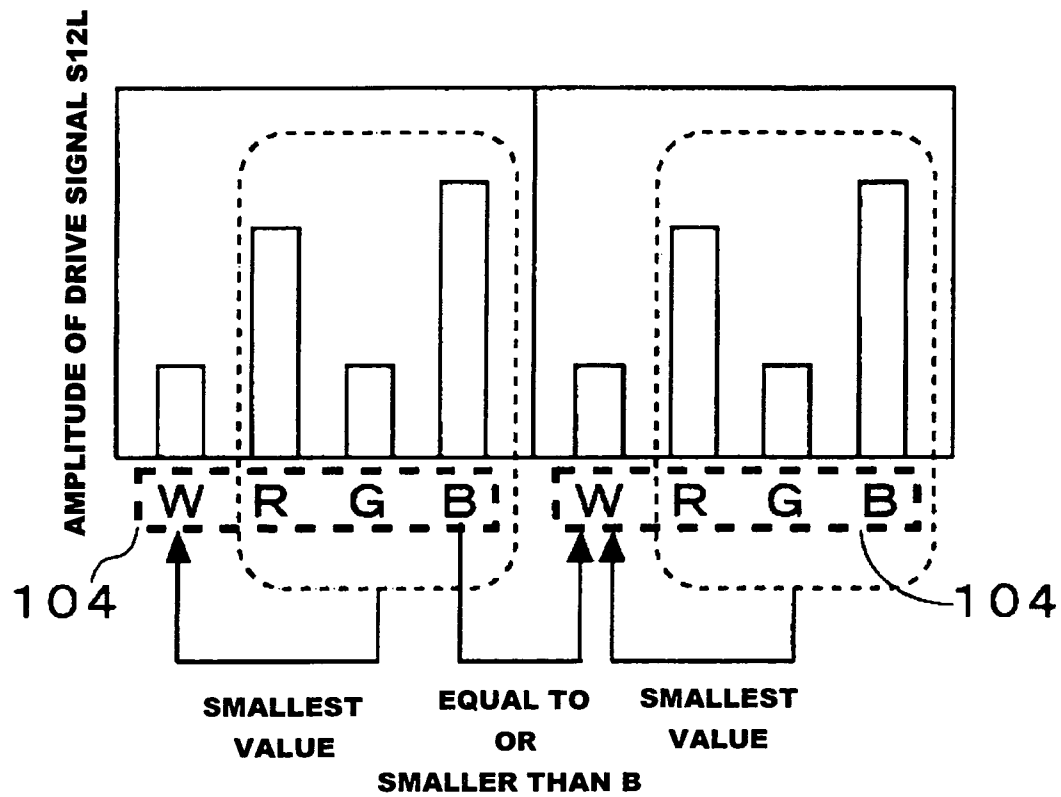 AMPLITUDE OF DRIVE SIGNAL S12L
W R G B W R G B
104 104
SMALLEST
VALUE
EQUAL TO
OR
SMALLER THAN B
SMALLEST
VALUE